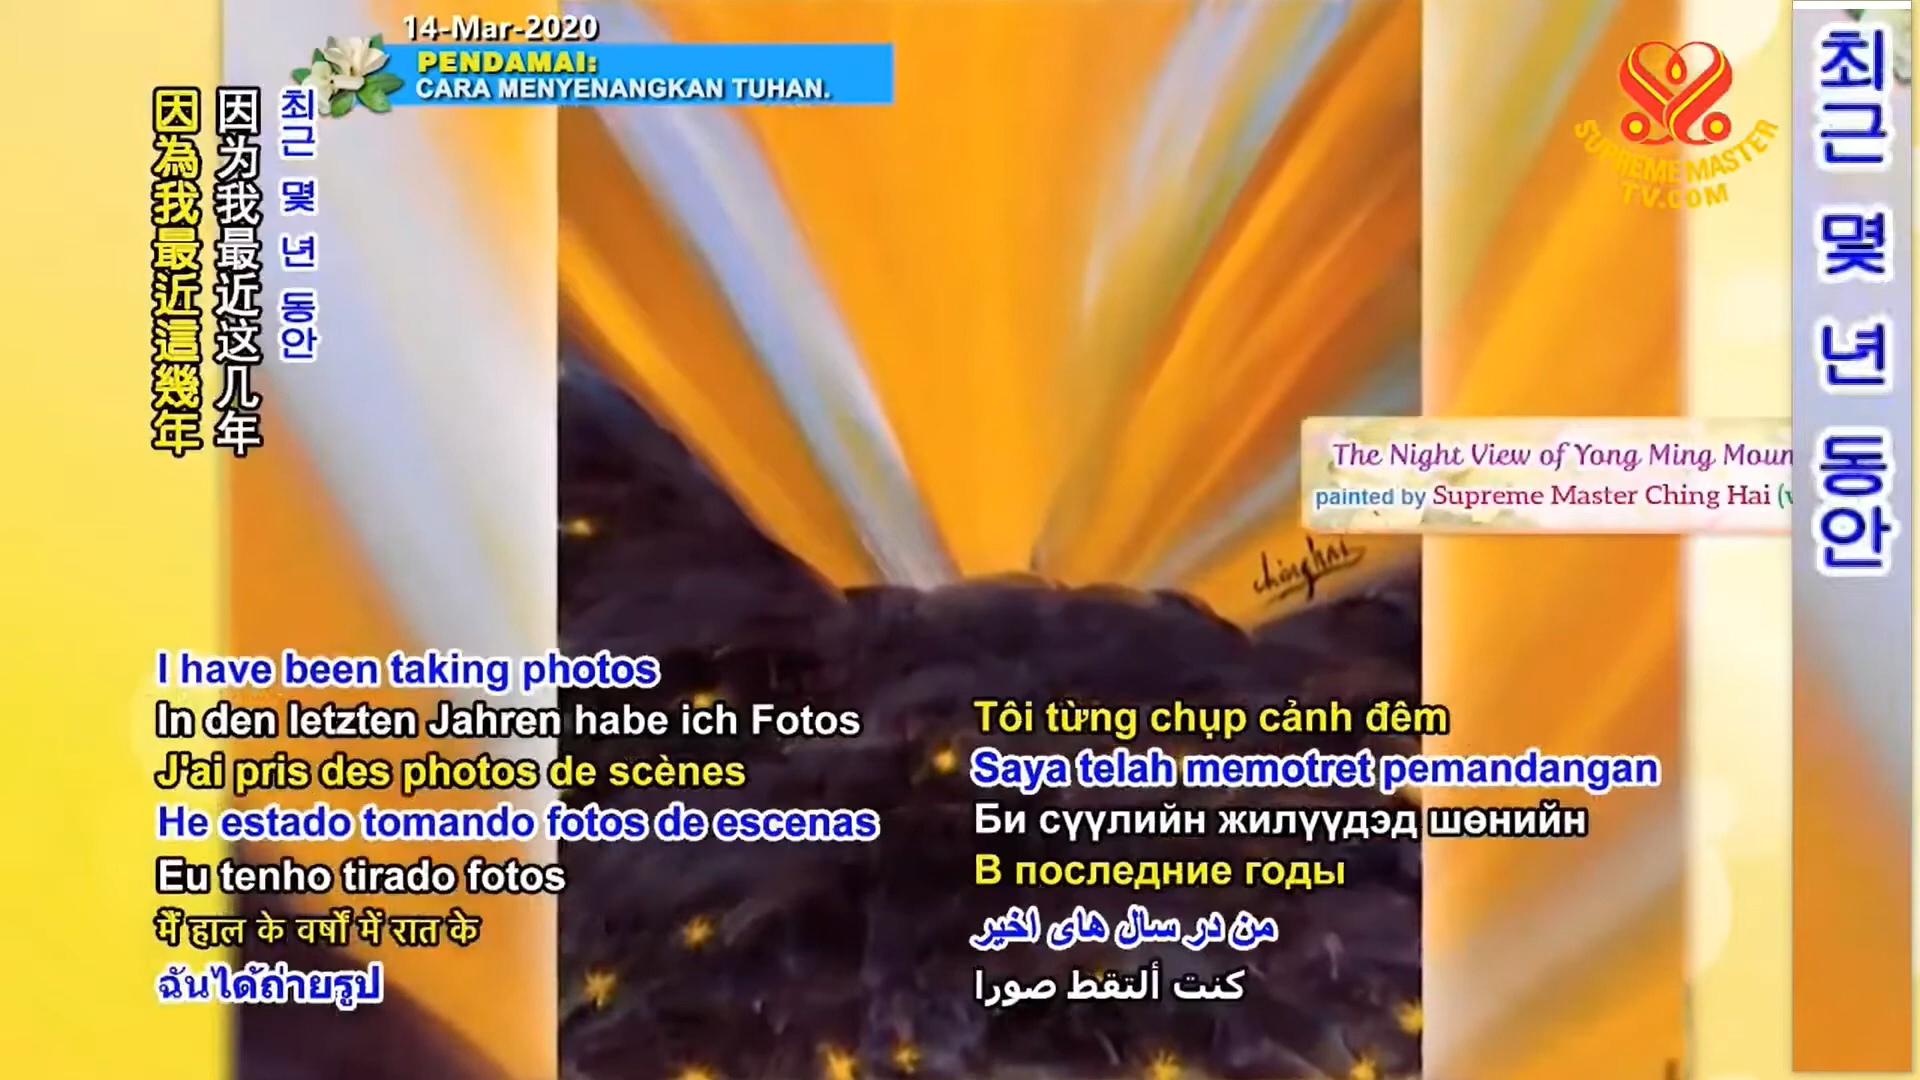 14-Mar-2020
PENDAMAI:
CARA MENYENANGKAN TUHAN.
SUPREME MASTER
TV.COM
因為我最近這幾年
因为我最近这几年
최근 몇 년 동안
최근 몇 년 동안
The Night View of Yong Ming Moun
painted by Supreme Master Ching Hai (v
chinghai
I have been taking photos
In den letzten Jahren habe ich Fotos
J'ai pris des photos de scènes
He estado tomando fotos de escenas
Eu tenho tirado fotos
मैं हाल के वर्षों में रात के
ฉันได้ถ่ายรูป
Tôi từng chụp cảnh đêm
Saya telah memotret pemandangan
Би сүүлийн жилүүдэд шөнийн
В последние годы
من در سال های اخیر
كنت ألتقط صورا